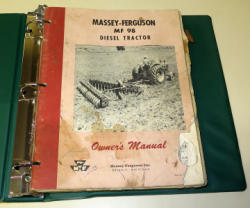 MASSEY-FERGUSON
MF 98
DIESEL TRACTOR
Owner's Manual
Massey-Ferguson Inc.